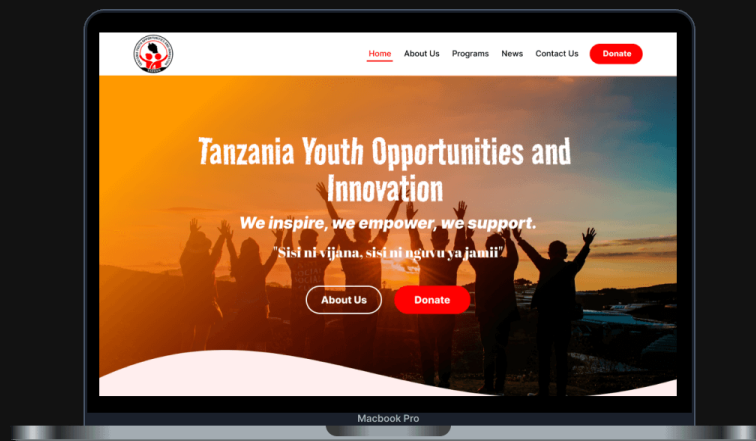 Home About Us Programs News Contact Us Donate
Tanzania Youth Opportunities and
Innovation
We inspire, we empower, we support.
"Sisi ni vijana, sisi ni nguvu ya jamii"
About Us Donate
Macbook Pro